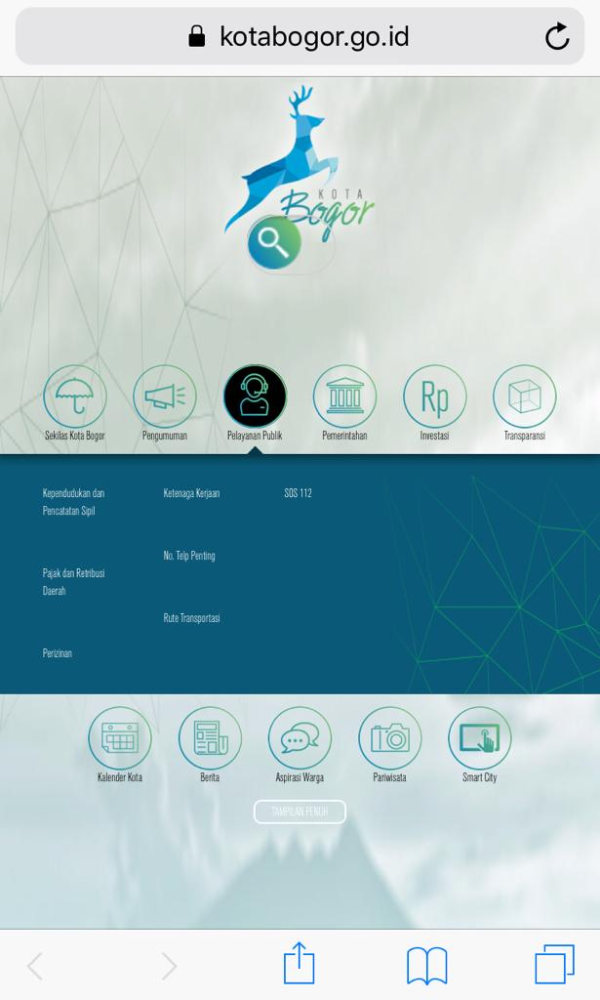 kotabogor.go.id
KOTA
Bogor
Sekilas Kota Bogor
Pengumuman
Pelayanan Publik
Pemerintahan
Rp
Investasi
Transparansi
Kependudukan dan
Pencatatan Sipil
Pajak dan Retribusi
Daerah
Perizinan
Ketenaga Kerjaan
No. Telp Penting
Rute Transportasi
SOS 112
Kalender Kota
Berita
Aspirasi Warga
Pariwisata
Smart City
TAMPILAN PENUH